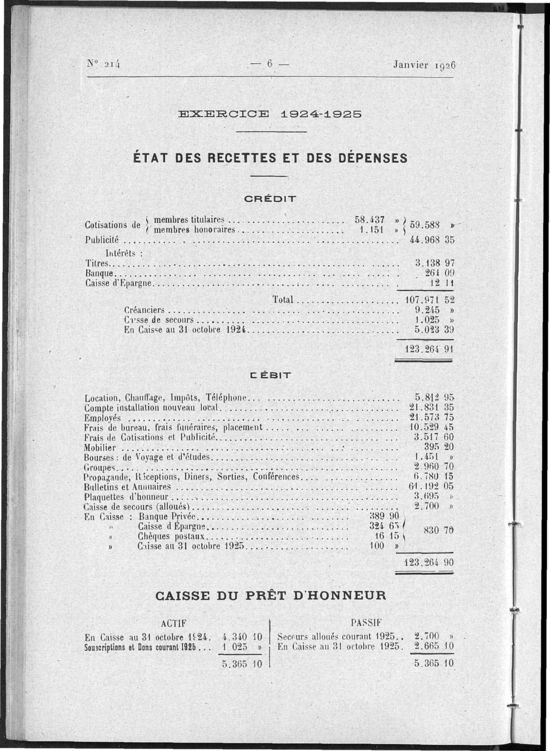 N° 214 — 6 — Janvier 1926
EXERCICE 1924-1925
ÉTAT DES RECETTES ET DES DÉPENSES
CRÉDIT
Cotisations de { membres titulaires .................... 58.437 » } 59.588 »
{ membres honoraires .................... 1.151 » }
Publicité .................... 44.968 35
Intérêts :
Titres .................... 3.138 97
Banque .................... 264 09
Caisse d'Epargne .................... 12 11
Total .................... 107.971 52
Créanciers .................... 9.245 »
Caisse de secours .................... 1.025 »
En Caisse au 31 octobre 1924 .................... 5.023 39
123.264 91
DÉBIT
Location, Chauffage, Impôts, Téléphone .................... 5.812 95
Compte installation nouveau local .................... 21.831 35
Employés .................... 21.573 75
Frais de bureau, frais funéraires, placement .................... 10.529 45
Frais de Cotisations et Publicité .................... 3.517 60
Mobilier .................... 395 20
Bourses : de Voyage et d'études .................... 1.451 »
Groupes .................... 2.960 70
Propagande, Réceptions, Diners, Sorties, Conférences .................... 6.780 15
Bulletins et Annuaires .................... 61.192 05
Plaquettes d'honneur .................... 3.695 »
Caisse de secours (alloués) .................... 2.700 »
En Caisse : Banque Privée .................... 389 90
» Caisse d'Épargne .................... 324 65 } 830 70
» Chèques postaux .................... 16 15
» Caisse au 31 octobre 1925 .................... 100 »
123.264 90
CAISSE DU PRÊT D'HONNEUR
ACTIF PASSIF
En Caisse au 31 octobre 1924. 4.340 10 Secours alloués courant 1925.. 2.700 »
Souscriptions et Dons courant 1925 ... 1 025 » En Caisse au 31 octobre 1925. 2.665 10
5.365 10 5.365 10